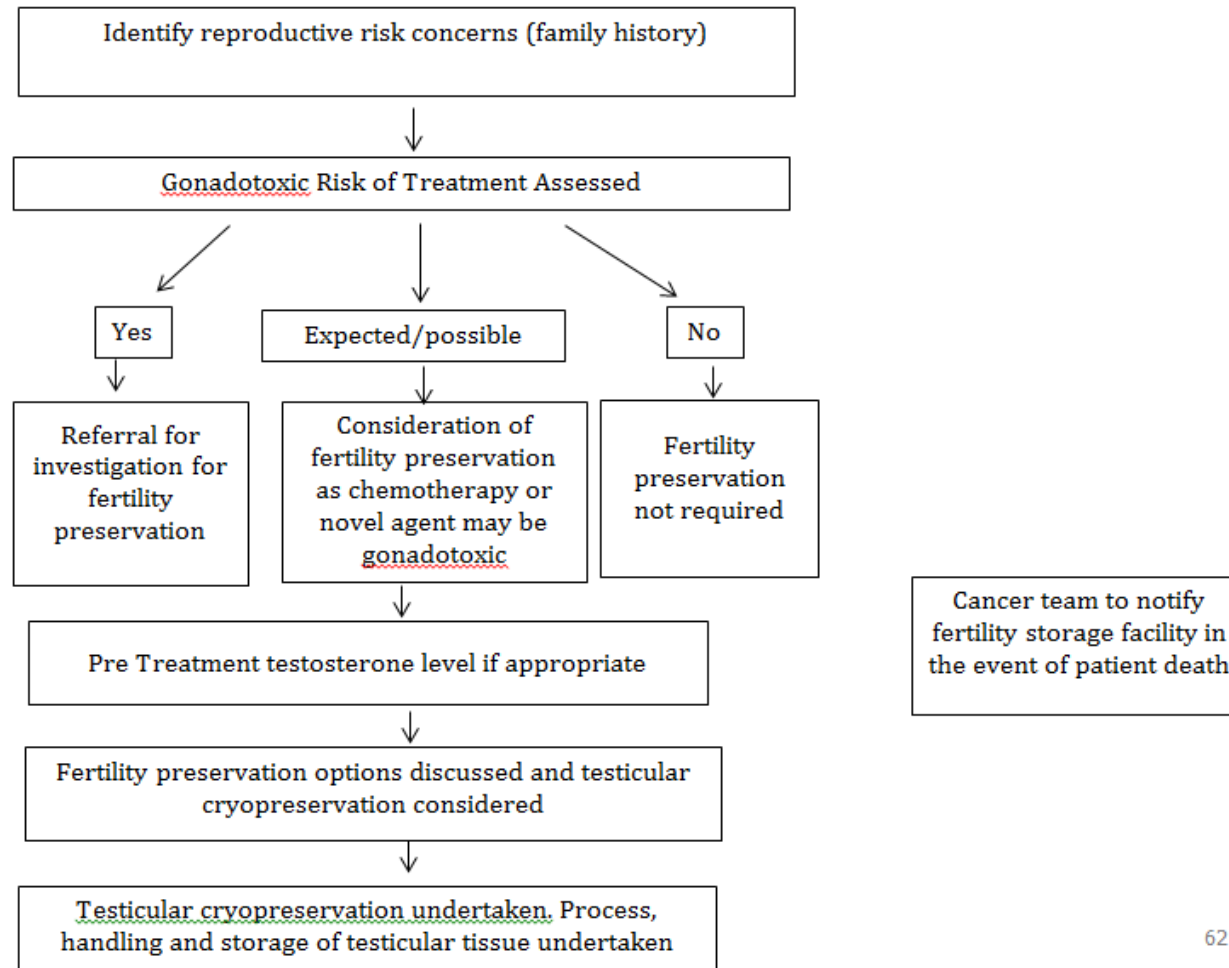 Identify reproductive risk concerns (family history)
Gonadotoxic Risk of Treatment Assessed
Yes
Expected/possible
No
Referral for
investigation for
fertility
preservation
Consideration of
fertility preservation
as chemotherapy or
novel agent may be
gonadotoxic
Fertility
preservation
not required
Cancer team to notify
fertility storage facility in
the event of patient death
Pre Treatment testosterone level if appropriate
Fertility preservation options discussed and testicular
cryopreservation considered
Testicular cryopreservation undertaken. Process,
handling and storage of testicular tissue undertaken
62